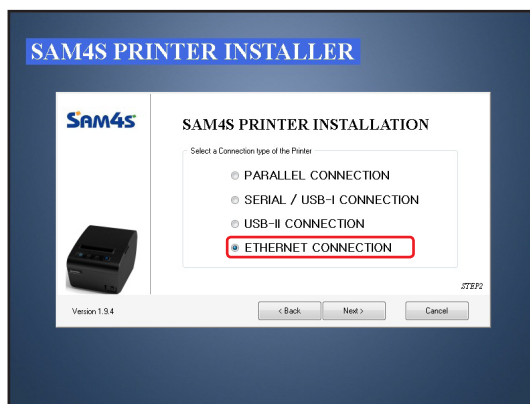 SAM4S PRINTER INSTALLER
SAM4S
SAM4S PRINTER INSTALLATION
Select a Connection type of the Printer
PARALLEL CONNECTION
SERIAL / USB-I CONNECTION
USB-II CONNECTION
ETHERNET CONNECTION
STEP2
Version 1.9.4
< Back
Next >
Cancel